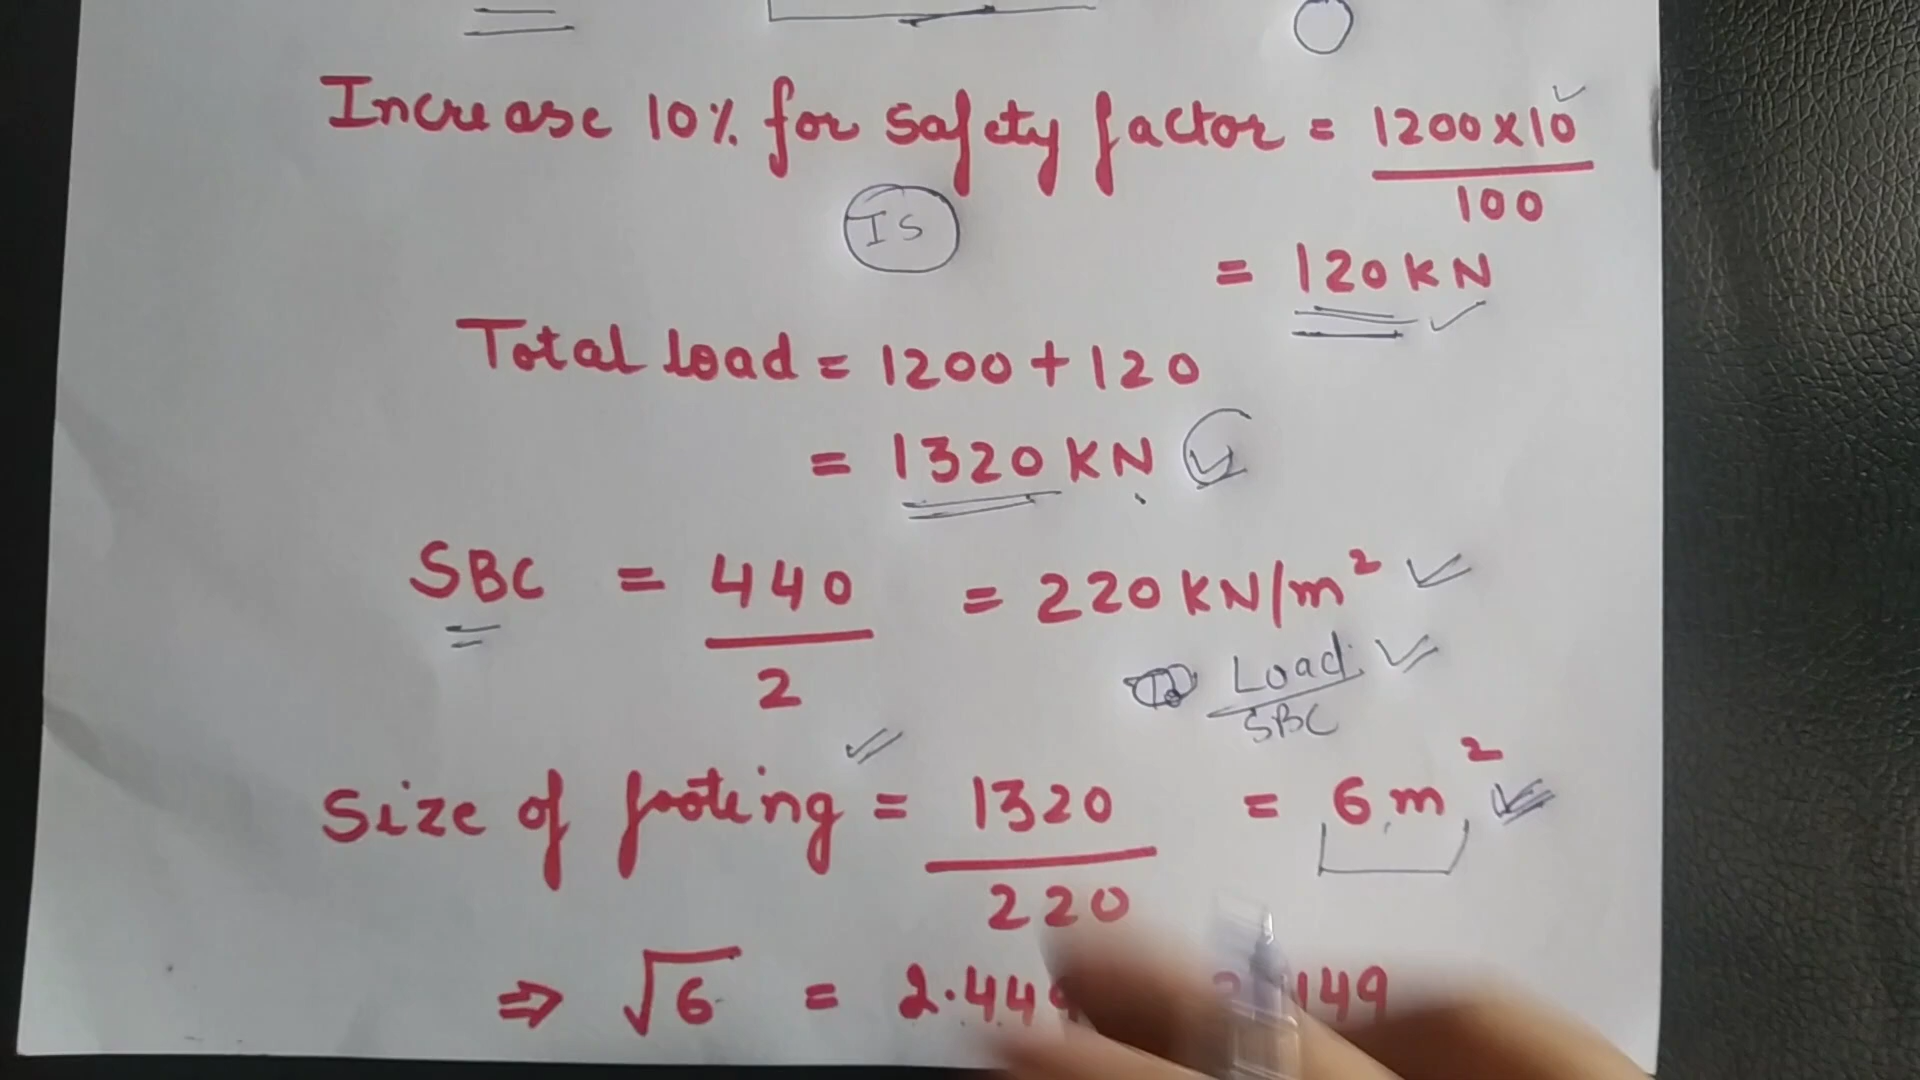 Increase 10% for safety factor = 1200x10
100
IS
= 120 KN
Total load = 1200 + 120
= 1320 KN
SBC = 440 = 220 KN/m²
2
Load
SBC
Size of footing = 1320 = 6 m²
220
⇒ √6 = 2.449